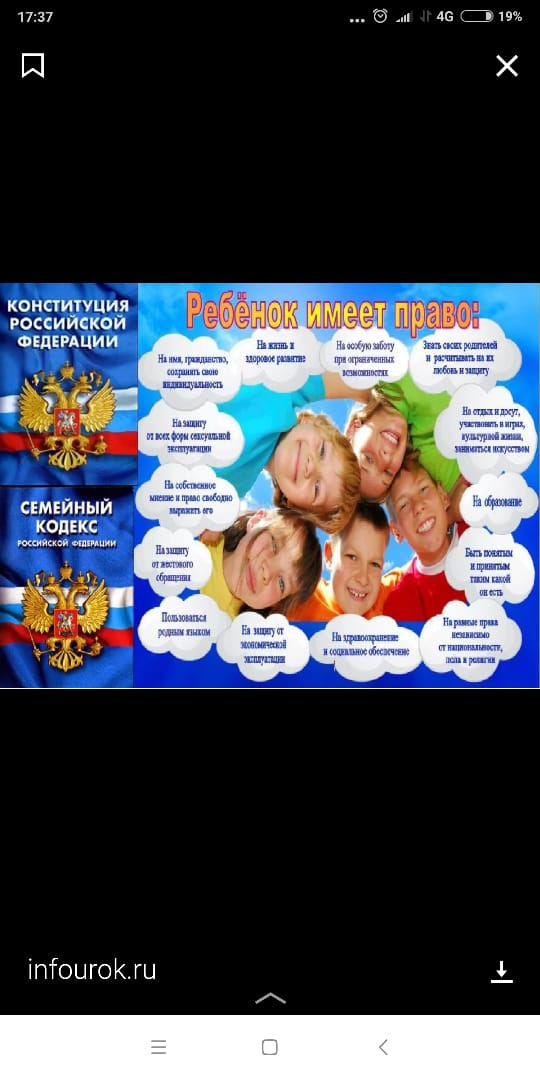 17:37
4G
19%
КОНСТИТУЦИЯ
РОССИЙСКОЙ
ФЕДЕРАЦИИ
СЕМЕЙНЫЙ
КОДЕКС
РОССИЙСКОЙ ФЕДЕРАЦИИ
Ребёнок имеет право:
На имя, гражданство,
сохранять свою
индивидуальность
На жизнь и
здоровое развитие
На особую заботу
при ограниченных
возможностях
Знать своих родителей
и расчитывать на их
любовь и защиту
На защиту
от всех форм сексуальной
эксплуатации
На отдых и досуг,
участвовать в играх,
культурной жизни,
заниматься искусством
На собственное
мнение и право свободно
выражать его
На образование
На защиту
от жестокого
обращения
Быть понятым
и принятым
таким какой
он есть
Пользоваться
родным языком
На защиту от
экономической
эксплуатации
На здравоохранение
и социальное обеспечение
На равные права
независимо
от национальности,
пола и религии
infourok.ru